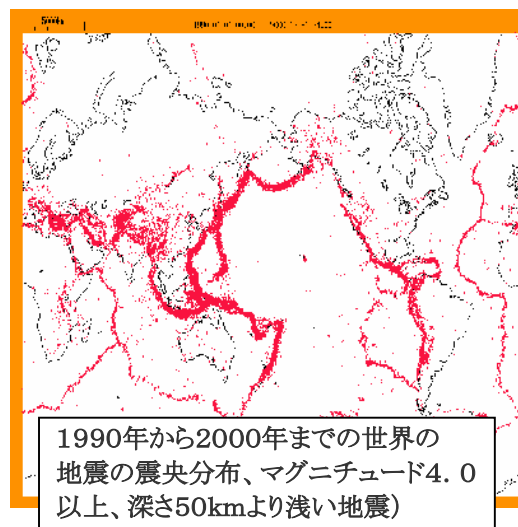 1990年から2000年までの世界の
地震の震央分布、マグニチュード4．0
以上、深さ50kmより浅い地震）